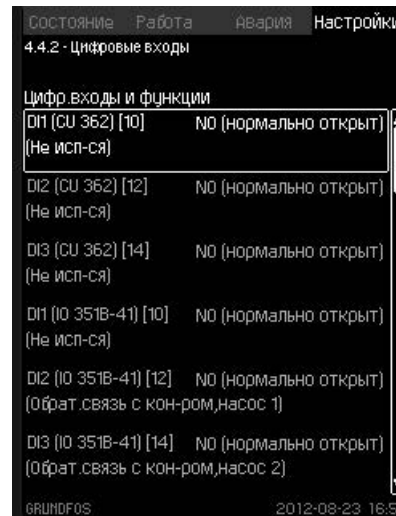 Состояние Работа Авария Настройки
4.4.2 - Цифровые входы
Цифр.входы и функции
DI1 (CU 362) [10] NO (нормально открыт)
(Не исп-ся)
DI2 (CU 362) [12] NO (нормально открыт)
(Не исп-ся)
DI3 (CU 362) [14] NO (нормально открыт)
(Не исп-ся)
DI1 (IO 351B-41) [10] NO (нормально открыт)
(Не исп-ся)
DI2 (IO 351B-41) [12] NO (нормально открыт)
(Обрат.связь с кон-ром,насос 1)
DI3 (IO 351B-41) [14] NO (нормально открыт)
(Обрат.связь с кон-ром,насос 2)
GRUNDFOS 2012-08-23 16:5